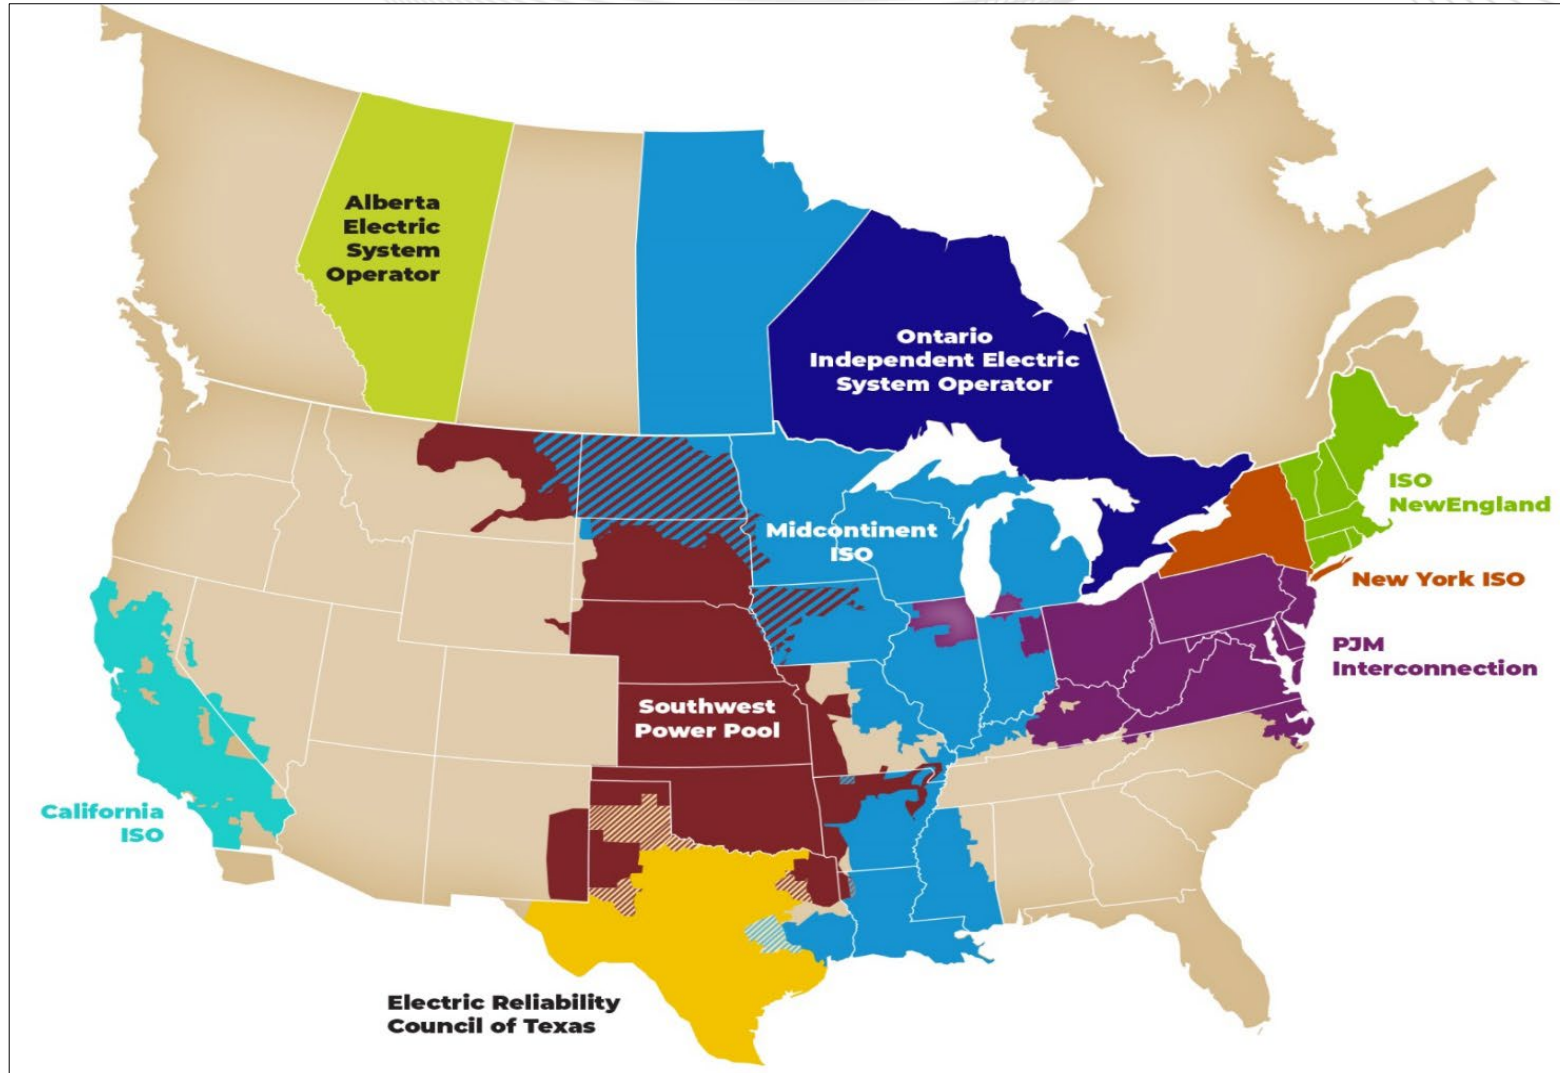 Alberta
Electric
System
Operator
Ontario
Independent Electric
System Operator
ISO
NewEngland
Midcontinent
ISO
New York ISO
PJM
Interconnection
Southwest
Power Pool
California
ISO
Electric Reliability
Council of Texas